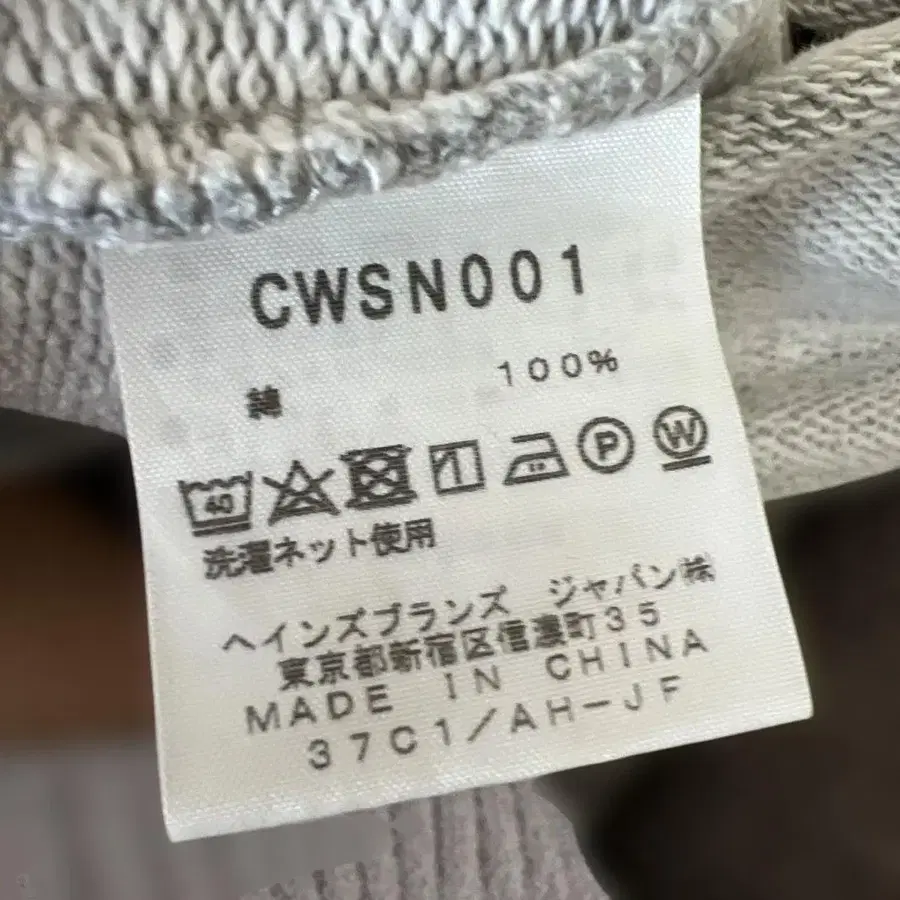 CWSN001
綿 100%
40 1 P W
洗濯ネット使用
ヘインズブランズ ジャパン㈱
東京都新宿区信濃町35
MADE IN CHINA
37C1/AH-JF